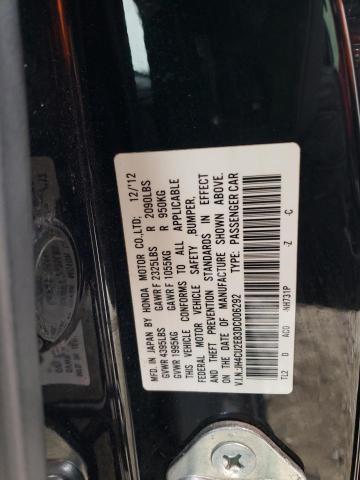 MFD. IN JAPAN BY HONDA MOTOR CO.,LTD; 12/'12
GVWR 4395LBS GAWR F 2325LBS R 2090LBS
GVWR 1995KG GAWR F 1055KG R 950KG
THIS VEHICLE CONFORMS TO ALL APPLICABLE
FEDERAL MOTOR VEHICLE SAFETY ,BUMPER,
AND THEFT PREVENTION STANDARDS IN EFFECT
ON THE DATE OF MANUFACTURE SHOWN ABOVE.
V.I.N.:JH4CU2E83DC006292 TYPE: PASSENGER CAR
TL2 D AC0 -NH731P -Z -C